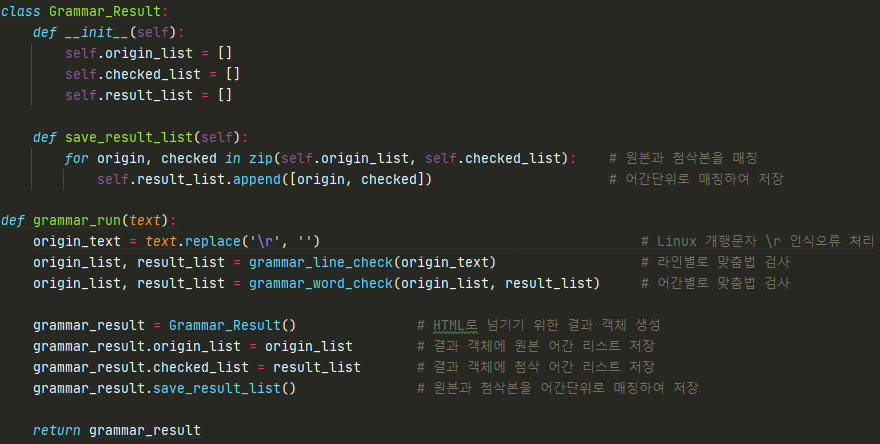 class Grammar_Result:
    def __init__(self):
        self.origin_list = []
        self.checked_list = []
        self.result_list = []
    def save_result_list(self):
        for origin, checked in zip(self.origin_list, self.checked_list):    # 원본과 첨삭본을 매칭
            self.result_list.append([origin, checked])                      # 어간단위로 매칭하여 저장
def grammar_run(text):
    origin_text = text.replace('\r', '')                                        # Linux 개행문자 \r 인식오류 처리
    origin_list, result_list = grammar_line_check(origin_text)                  # 라인별로 맞춤법 검사
    origin_list, result_list = grammar_word_check(origin_list, result_list)     # 어간별로 맞춤법 검사
    grammar_result = Grammar_Result()               # HTML로 넘기기 위한 결과 객체 생성
    grammar_result.origin_list = origin_list        # 결과 객체에 원본 어간 리스트 저장
    grammar_result.checked_list = result_list       # 결과 객체에 첨삭 어간 리스트 저장
    grammar_result.save_result_list()               # 원본과 첨삭본을 어간단위로 매칭하여 저장
    return grammar_result